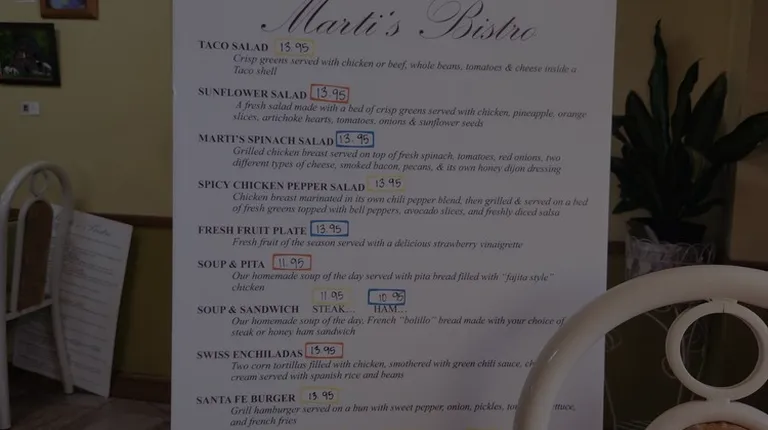 Marti's Bistro
TACO SALAD 13.95
Crisp greens served with chicken or beef, whole beans, tomatoes & cheese inside a
Taco shell
SUNFLOWER SALAD 13.95
A fresh salad made with a bed of crisp greens served with chicken, pineapple, orange
slices, artichoke hearts, tomatoes, onions & sunflower seeds
MARTI'S SPINACH SALAD 13.95
Grilled chicken breast served on top of fresh spinach, tomatoes, red onions, two
different types of cheese, smoked bacon, pecans, & its own honey dijon dressing
SPICY CHICKEN PEPPER SALAD 13.95
Chicken breast marinated in its own chili pepper blend, then grilled & served on a bed
of fresh greens topped with bell peppers, avocado slices, and freshly diced salsa
FRESH FRUIT PLATE 13.95
Fresh fruit of the season served with a delicious strawberry vinaigrette
SOUP & PITA 11.95
Our homemade soup of the day served with pita bread filled with "fajita style"
chicken
11.95 10.95
SOUP & SANDWICH STEAK... HAM...
Our homemade soup of the day, French "bolillo" bread made with your choice of
steak or honey ham sandwich
SWISS ENCHILADAS 13.95
Two corn tortillas filled with chicken, smothered with green chili sauce,
cream served with spanish rice and beans
SANTA FE BURGER 13.95
Grill hamburger served on a bun with sweet pepper, onion, pickles,
and french fries